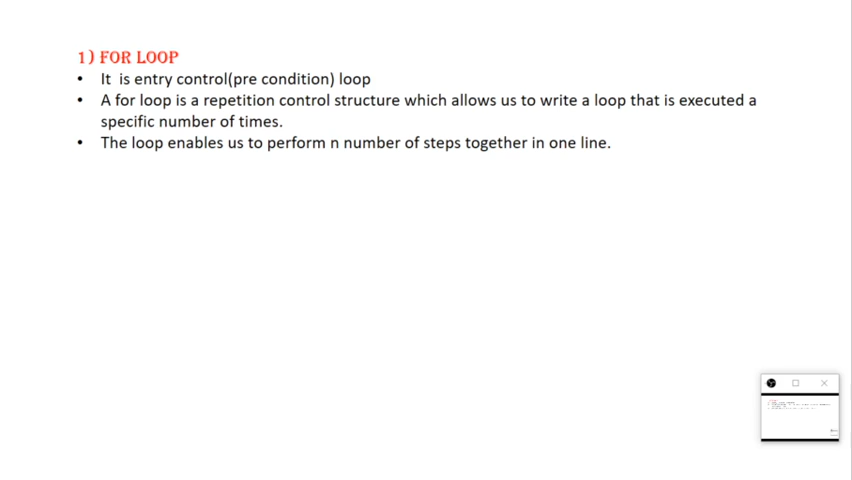 1) FOR LOOP
• It is entry control(pre condition) loop
• A for loop is a repetition control structure which allows us to write a loop that is executed a
specific number of times.
• The loop enables us to perform n number of steps together in one line.